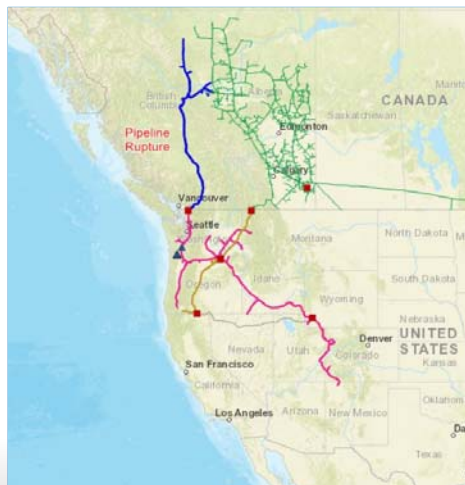 CANADA
Manito
British
Columbia
Alberta
Edmonton
Saskatchewan
Pipeline
Rupture
Calgary
Vancouver
Seattle
Washington
Montana
North Dakota
Oregon
Idaho
South Dakota
Wyoming
Nebraska
UNITED
STATES
Denver
Nevada
Utah
Colorado
Kansas
San Francisco
California
Oklahom
Los Angeles
Arizona
New Mexico
Da
Texas